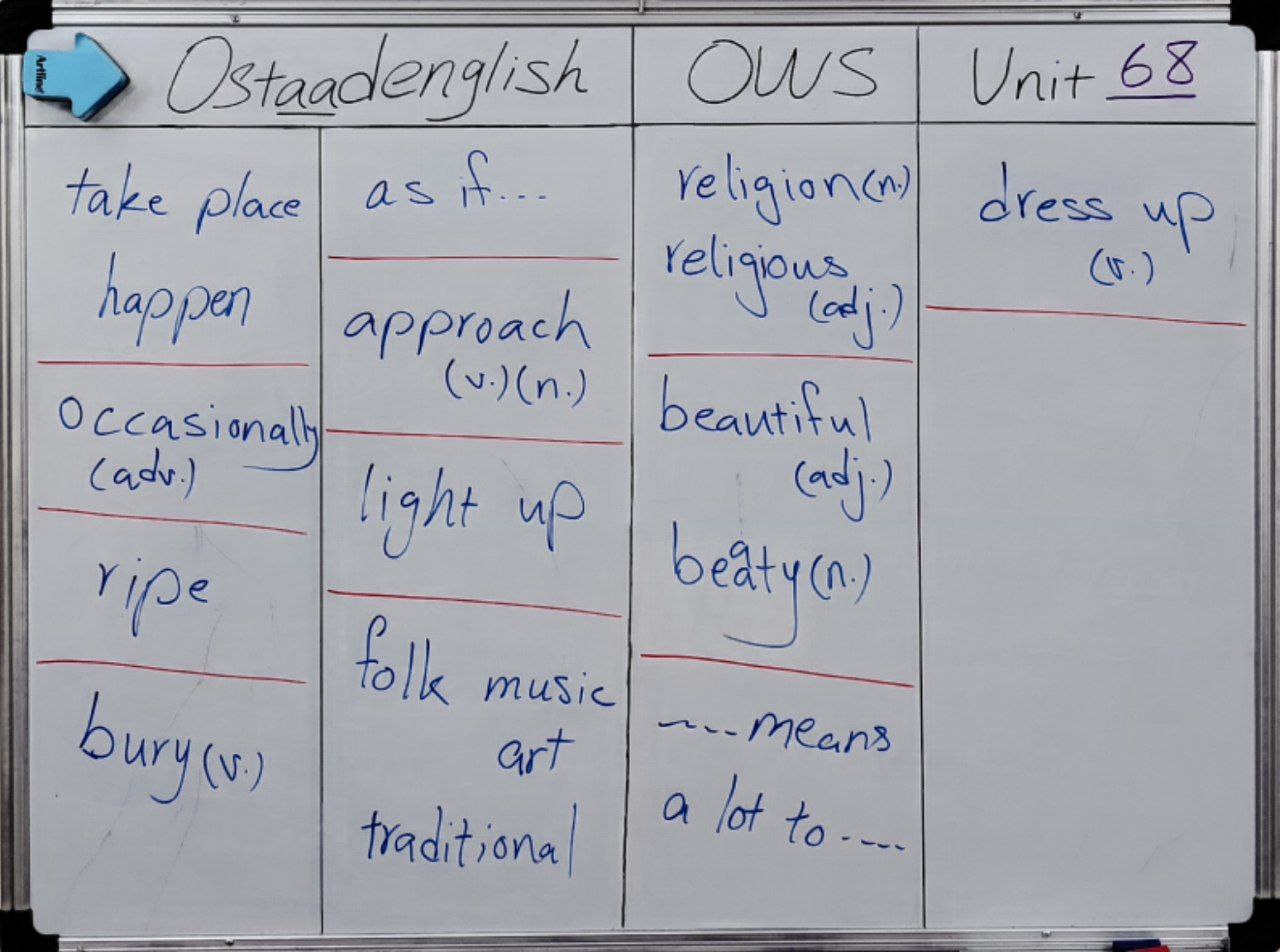 Artline
Ostaadenglish
OWS
Unit 68
take place
happen
occasionally
(adv.)
ripe
bury (v.)
as if...
approach
(v.) (n.)
light up
folk music
art
traditional
religion (n.)
religious
(adj.)
beautiful
(adj.)
beaty (n.)
----means
a lot to ----
dress up
(v.)